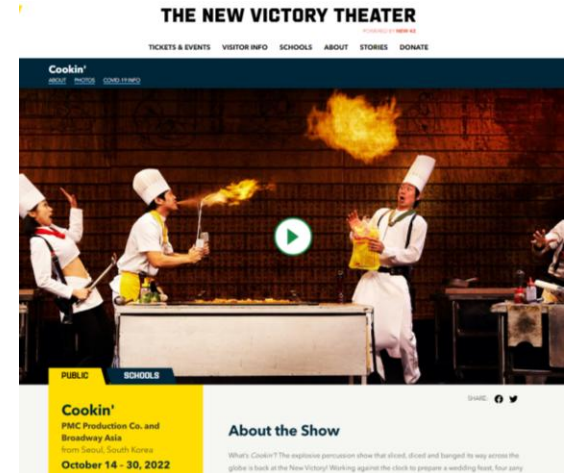 THE NEW VICTORY THEATER
POWERED BY NEW 42
TICKETS & EVENTS VISITOR INFO SCHOOLS ABOUT STORIES DONATE
Cookin'
ABOUT PHOTOS COVID-19 INFO
PUBLIC SCHOOLS
SHARE:
Cookin'
PMC Production Co. and
Broadway Asia
from Seoul, South Korea
October 14 - 30, 2022
About the Show
What's Cookin'? The explosive percussion show that sliced, diced and banged its way across the
globe is back at the New Victory! Working against the clock to prepare a wedding feast, four zany